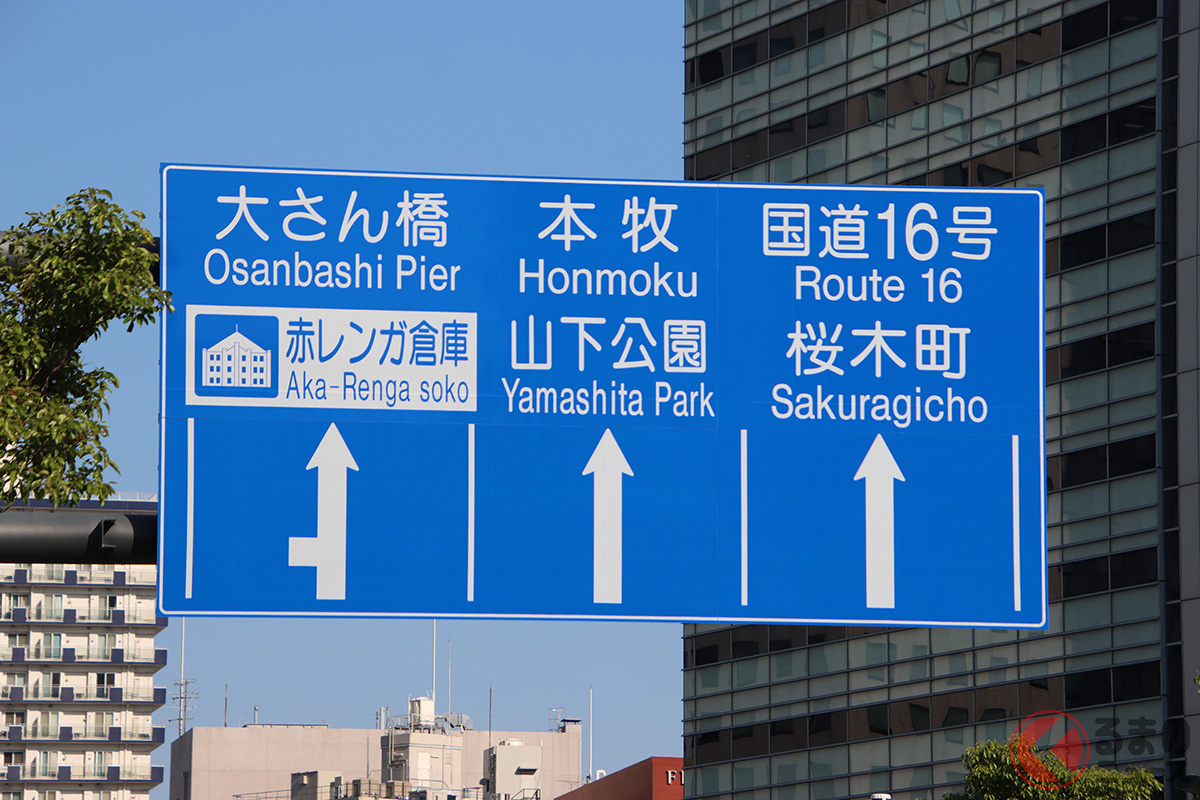 大さん橋
Osanbashi Pier
赤レンガ倉庫
Aka-Renga soko
本牧
Honmoku
山下公園
Yamashita Park
国道16号
Route 16
桜木町
Sakuragicho
くるまの